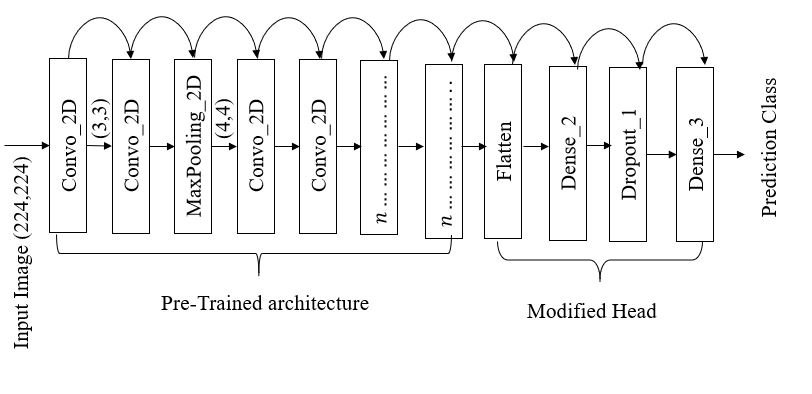 Input Image (224,224)
Convo_2D
(3,3)
Convo_2D
MaxPooling_2D
(4,4)
Convo_2D
Convo_2D
n ........................
n ........................
Flatten
Dense_2
Dropout_1
Dense_3
Prediction Class
Pre-Trained architecture
Modified Head